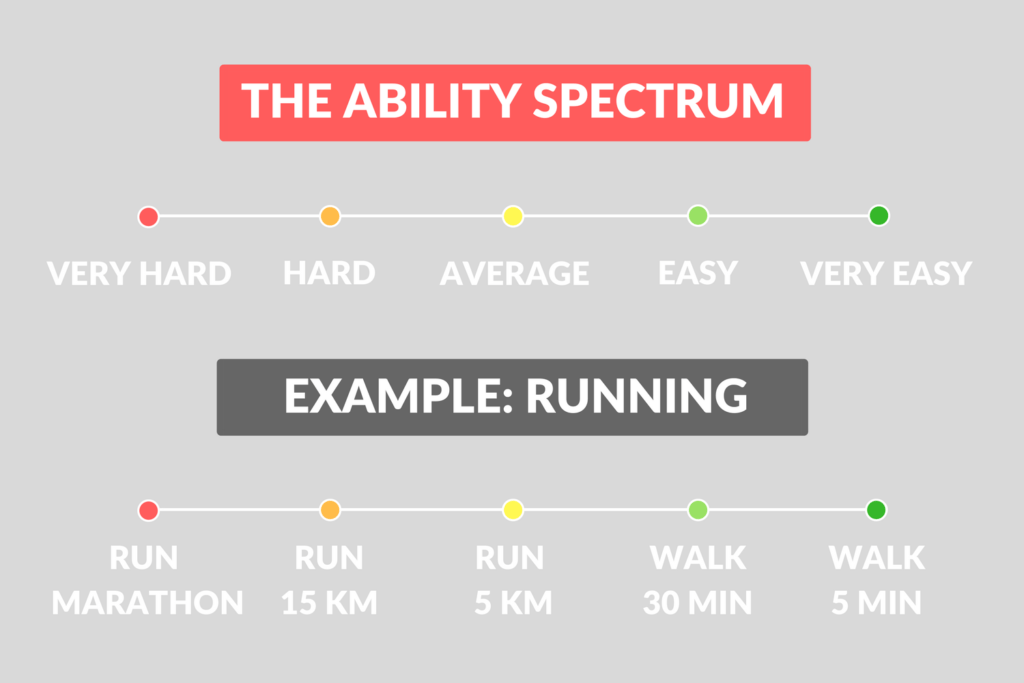 THE ABILITY SPECTRUM
VERY HARD HARD AVERAGE EASY VERY EASY
EXAMPLE: RUNNING
RUN RUN RUN WALK WALK
MARATHON 15 KM 5 KM 30 MIN 5 MIN